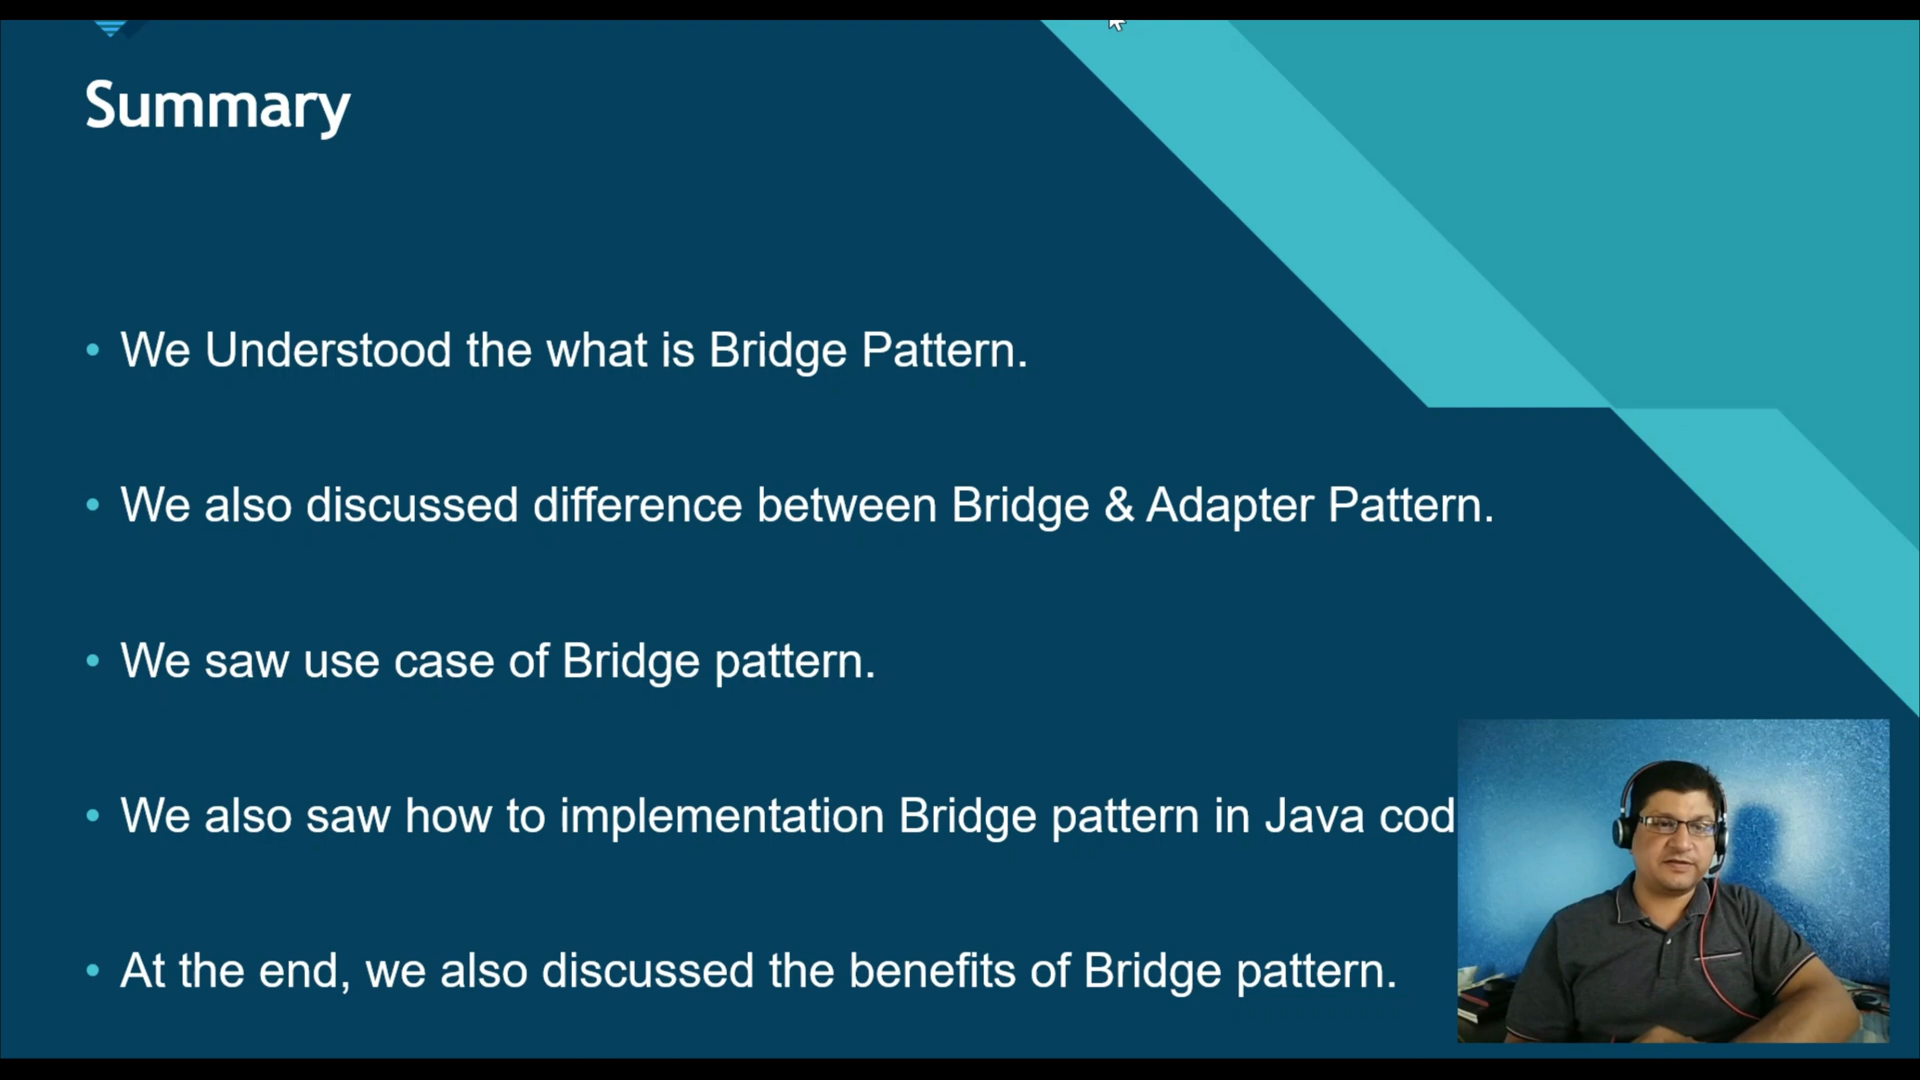 Summary
• We Understood the what is Bridge Pattern.
• We also discussed difference between Bridge & Adapter Pattern.
• We saw use case of Bridge pattern.
• We also saw how to implementation Bridge pattern in Java cod
• At the end, we also discussed the benefits of Bridge pattern.